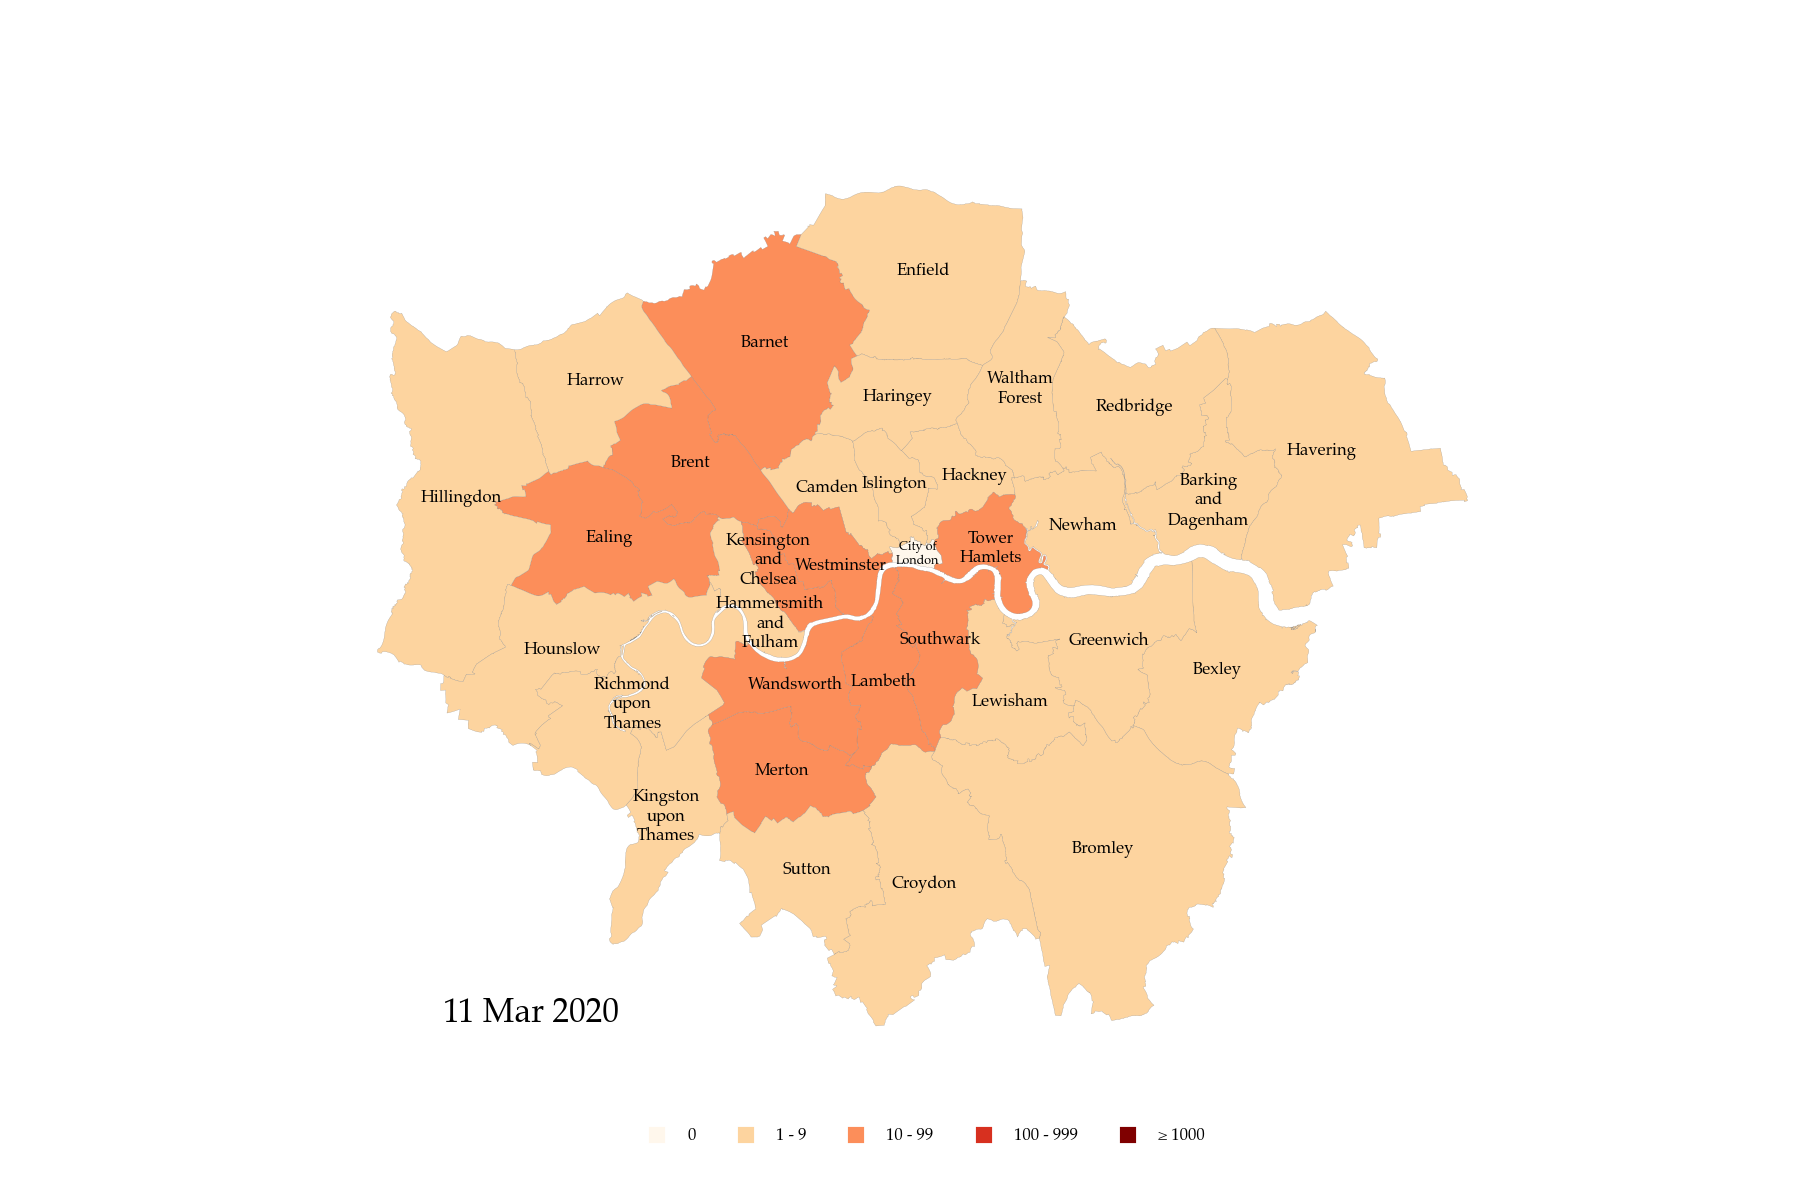 Enfield
Barnet
Harrow
Haringey
Waltham
Forest
Redbridge
Havering
Brent
Hillingdon
Camden
Islington
Hackney
Barking
and
Dagenham
Ealing
Kensington
and
Chelsea
Westminster
City of
London
Tower
Hamlets
Newham
Hammersmith
and
Fulham
Hounslow
Southwark
Greenwich
Bexley
Richmond
upon
Thames
Wandsworth
Lambeth
Lewisham
Merton
Kingston
upon
Thames
Sutton
Croydon
Bromley
11 Mar 2020
0 1 - 9 10 - 99 100 - 999 ≥ 1000